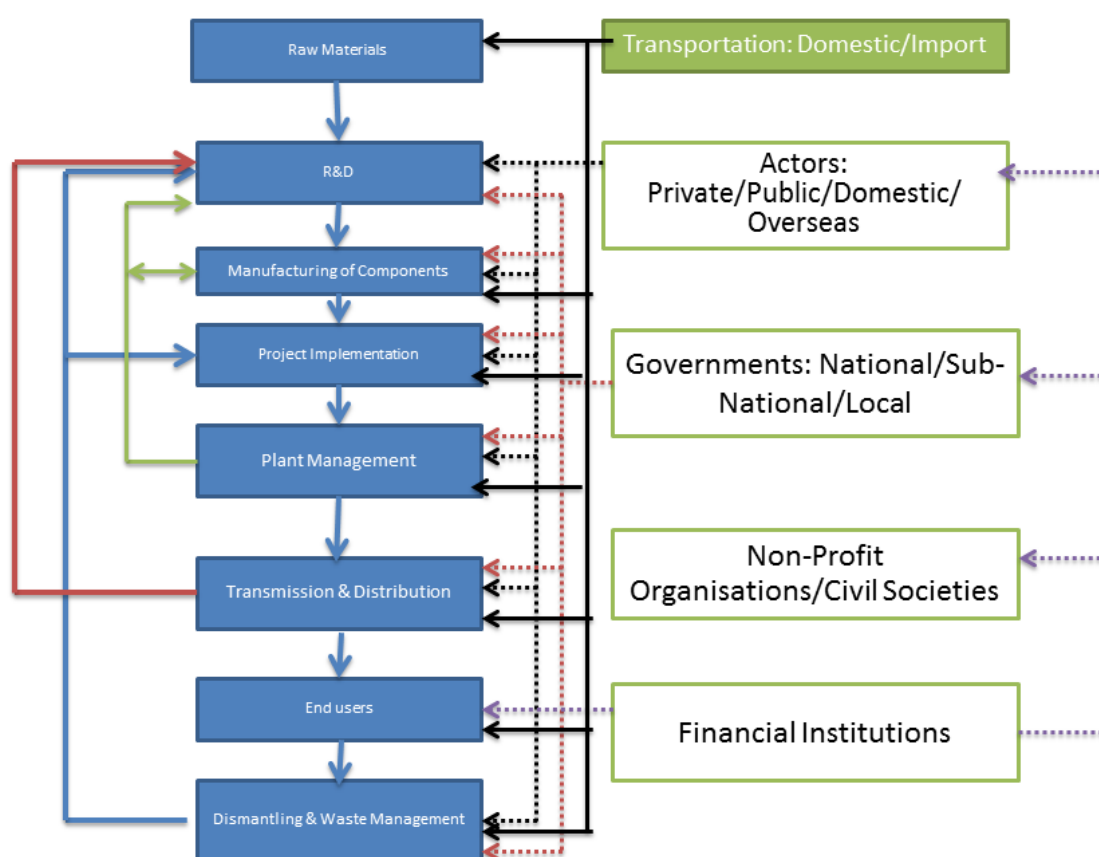 Raw Materials
Transportation: Domestic/Import
R&D
Actors:
Private/Public/Domestic/
Overseas
Manufacturing of Components
Project Implementation
Governments: National/Sub-
National/Local
Plant Management
Transmission & Distribution
Non-Profit
Organisations/Civil Societies
End users
Financial Institutions
Dismantling & Waste Management